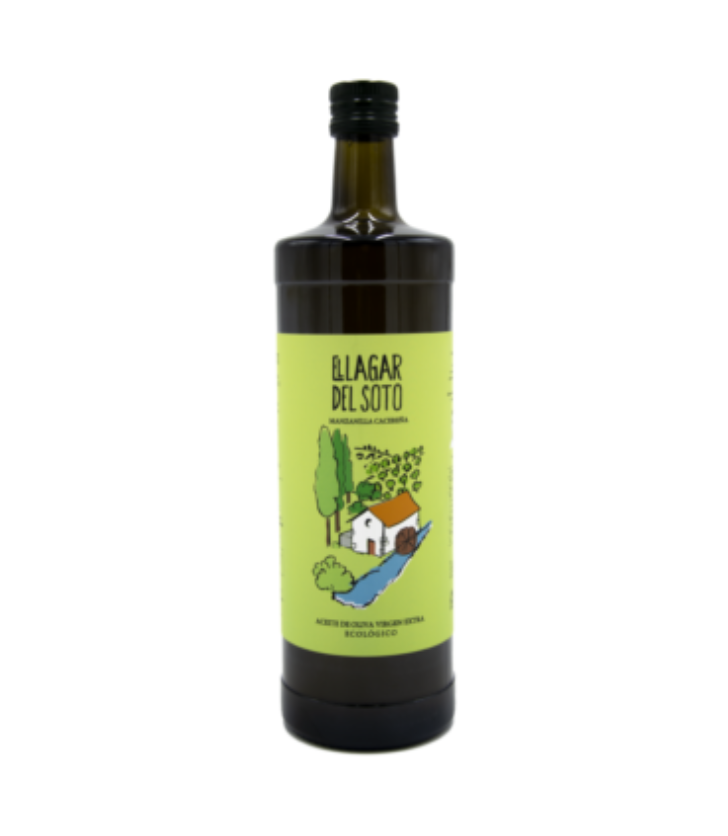 EL LAGAR
DEL SOTO
MANZANILLA CACEREÑA
ACEITE DE OLIVA VIRGEN EXTRA
ECOLÓGICO